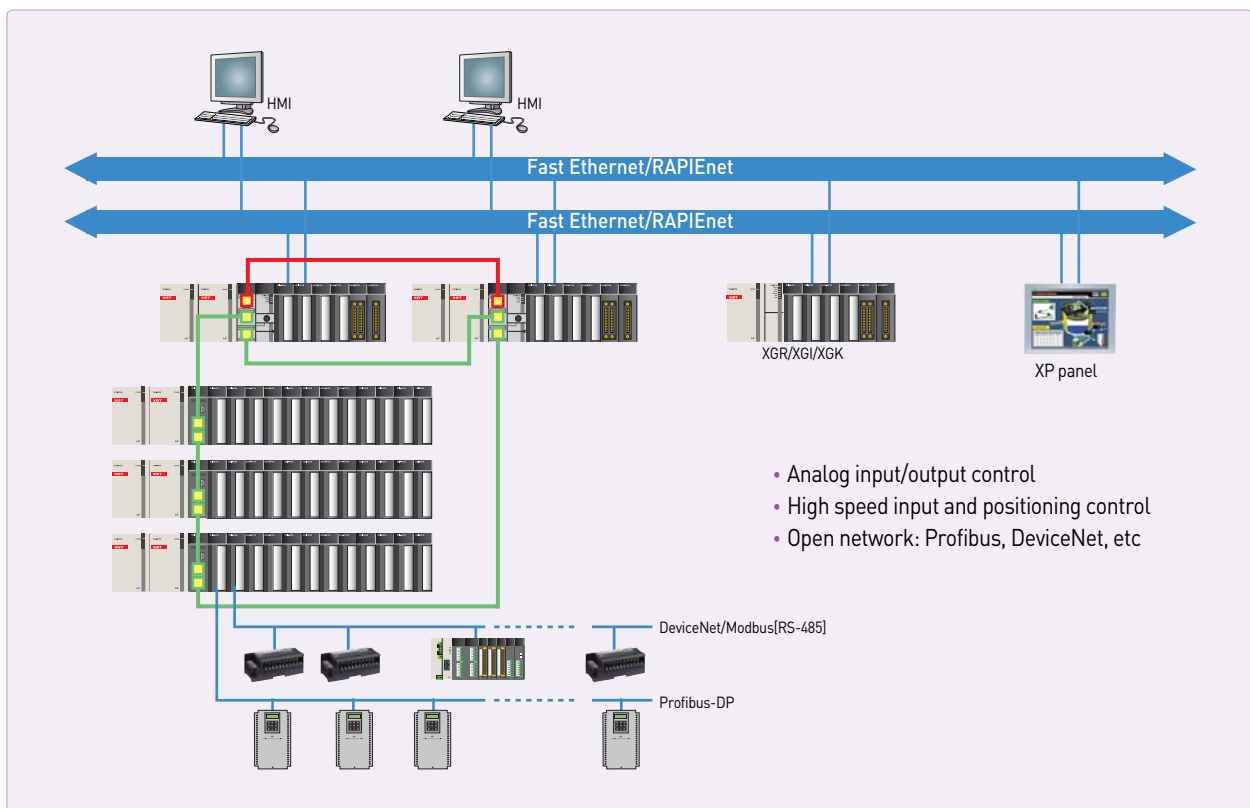 HMI
HMI
Fast Ethernet/RAPIEnet
Fast Ethernet/RAPIEnet
XGR/XGI/XGK
XP panel
• Analog input/output control
• High speed input and positioning control
• Open network: Profibus, DeviceNet, etc
DeviceNet/Modbus[RS-485]
Profibus-DP